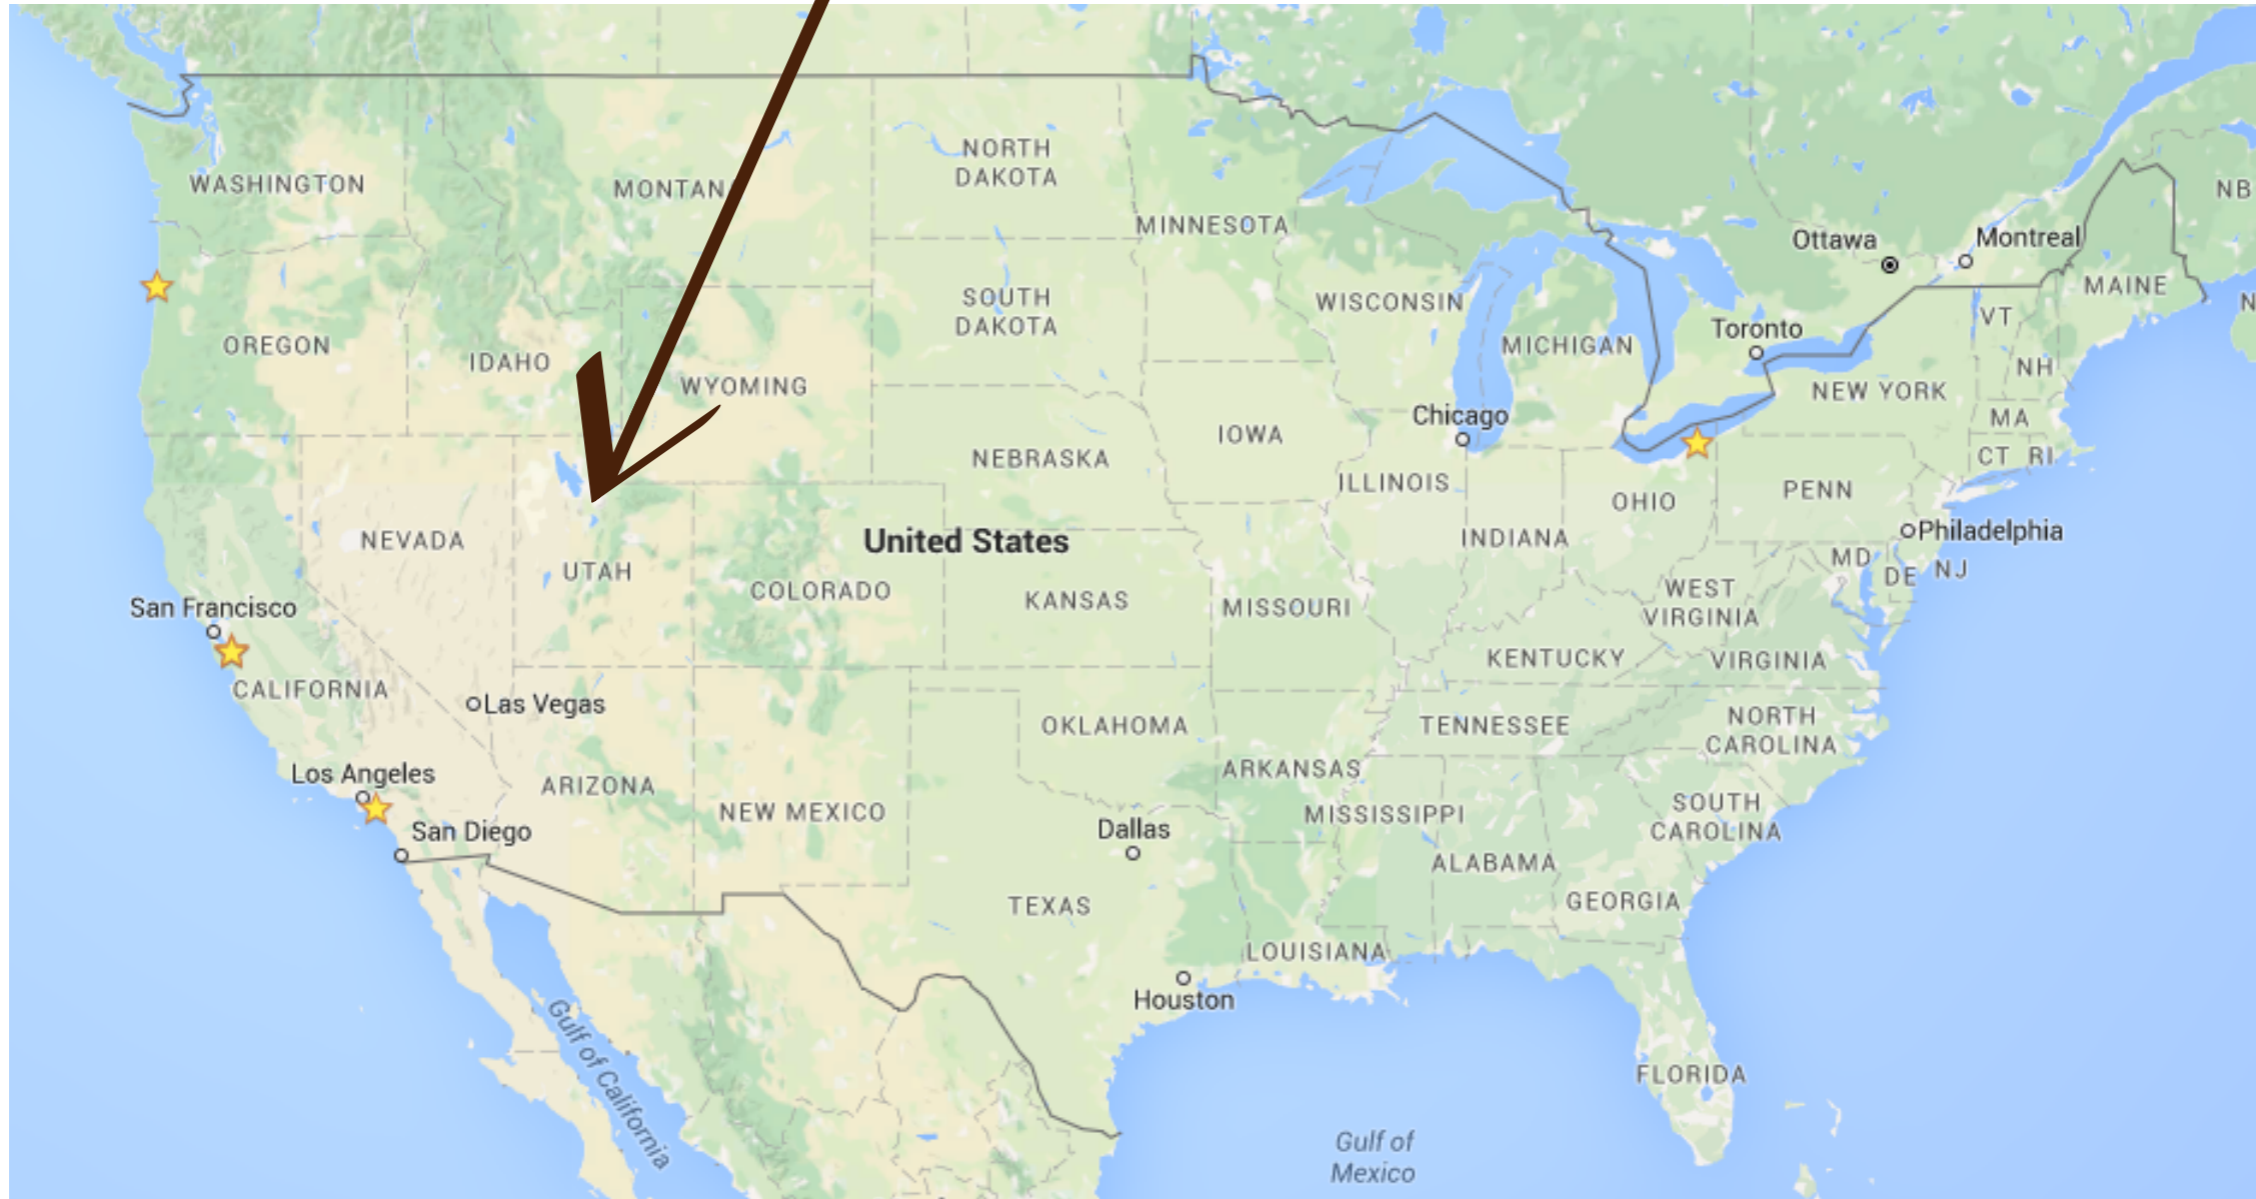 NORTH
DAKOTA
WASHINGTON
MONTAN
NB
MINNESOTA
Ottawa
Montreal
MAINE
SOUTH
DAKOTA
WISCONSIN
VT
Toronto
OREGON
IDAHO
MICHIGAN
NH
WYOMING
NEW YORK
Chicago
MA
IOWA
NEBRASKA
CT RI
ILLINOIS
PENN
OHIO
NEVADA
United States
INDIANA
Philadelphia
MD
DE
NJ
UTAH
COLORADO
KANSAS
WEST
VIRGINIA
San Francisco
MISSOURI
KENTUCKY
VIRGINIA
CALIFORNIA
Las Vegas
OKLAHOMA
TENNESSEE
NORTH
CAROLINA
Los Angeles
ARKANSAS
ARIZONA
NEW MEXICO
MISSISSIPPI
SOUTH
CAROLINA
San Diego
Dallas
ALABAMA
TEXAS
GEORGIA
LOUISIANA
Houston
Gulf of California
FLORIDA
Gulf of
Mexico